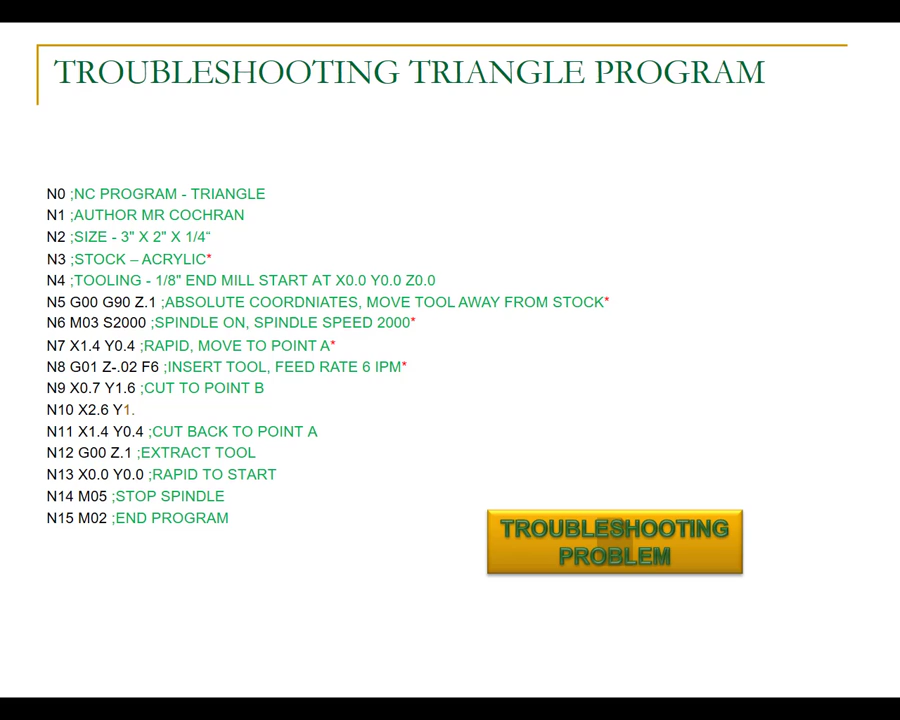 TROUBLESHOOTING TRIANGLE PROGRAM
N0 ;NC PROGRAM - TRIANGLE
N1 ;AUTHOR MR COCHRAN
N2 ;SIZE - 3" X 2" X 1/4“
N3 ;STOCK – ACRYLIC*
N4 ;TOOLING - 1/8" END MILL START AT X0.0 Y0.0 Z0.0
N5 G00 G90 Z.1 ;ABSOLUTE COORDNIATES, MOVE TOOL AWAY FROM STOCK*
N6 M03 S2000 ;SPINDLE ON, SPINDLE SPEED 2000*
N7 X1.4 Y0.4 ;RAPID, MOVE TO POINT A*
N8 G01 Z-.02 F6 ;INSERT TOOL, FEED RATE 6 IPM*
N9 X0.7 Y1.6 ;CUT TO POINT B
N10 X2.6 Y1.
N11 X1.4 Y0.4 ;CUT BACK TO POINT A
N12 G00 Z.1 ;EXTRACT TOOL
N13 X0.0 Y0.0 ;RAPID TO START
N14 M05 ;STOP SPINDLE
N15 M02 ;END PROGRAM
TROUBLESHOOTING
PROBLEM